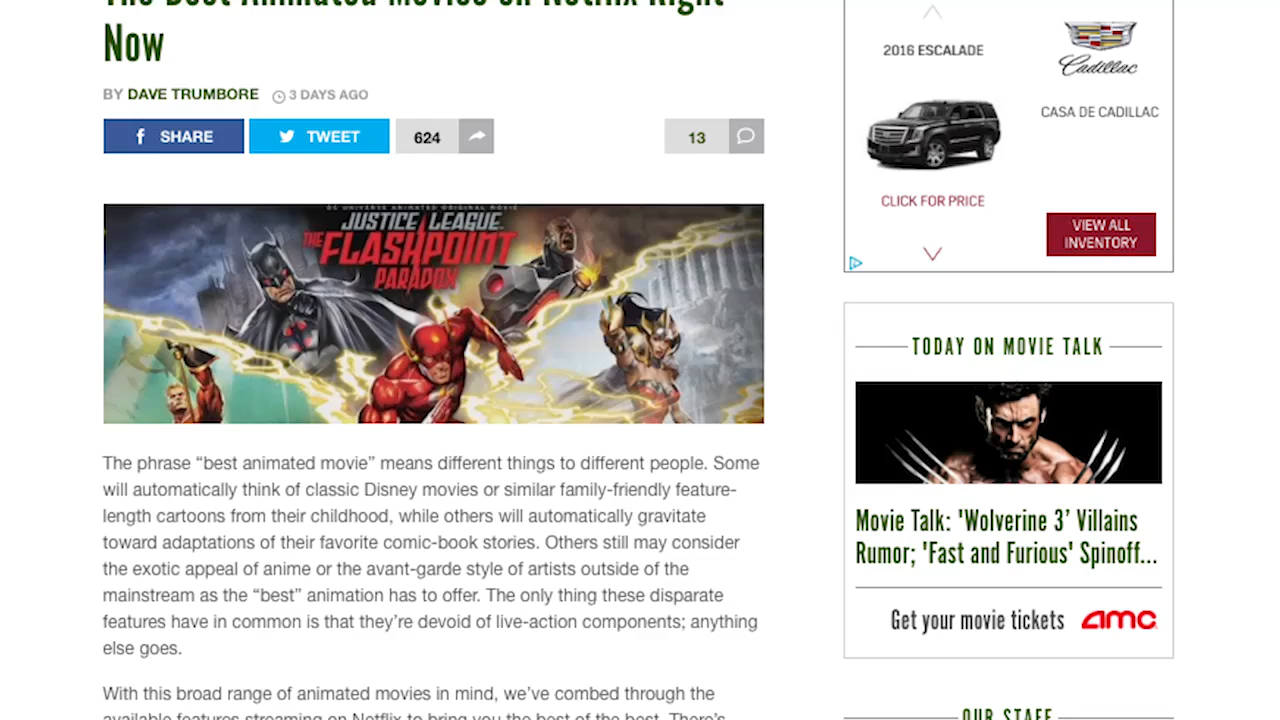 The Best Animated Movies on Netflix Right
Now
BY DAVE TRUMBORE 3 DAYS AGO
SHARE TWEET 624 13
DC UNIVERSE ANIMATED ORIGINAL MOVIE
JUSTICE LEAGUE
THE FLASHPOINT
PARADOX
The phrase “best animated movie” means different things to different people. Some
will automatically think of classic Disney movies or similar family-friendly feature-
length cartoons from their childhood, while others will automatically gravitate
toward adaptations of their favorite comic-book stories. Others still may consider
the exotic appeal of anime or the avant-garde style of artists outside of the
mainstream as the “best” animation has to offer. The only thing these disparate
features have in common is that they’re devoid of live-action components; anything
else goes.
With this broad range of animated movies in mind, we’ve combed through the
available features streaming on Netflix to bring you the best of the best. There’s
2016 ESCALADE
Cadillac
CASA DE CADILLAC
CLICK FOR PRICE
VIEW ALL
INVENTORY
TODAY ON MOVIE TALK
Movie Talk: 'Wolverine 3’ Villains
Rumor; 'Fast and Furious' Spinoff...
Get your movie tickets amc
OUR STAFF